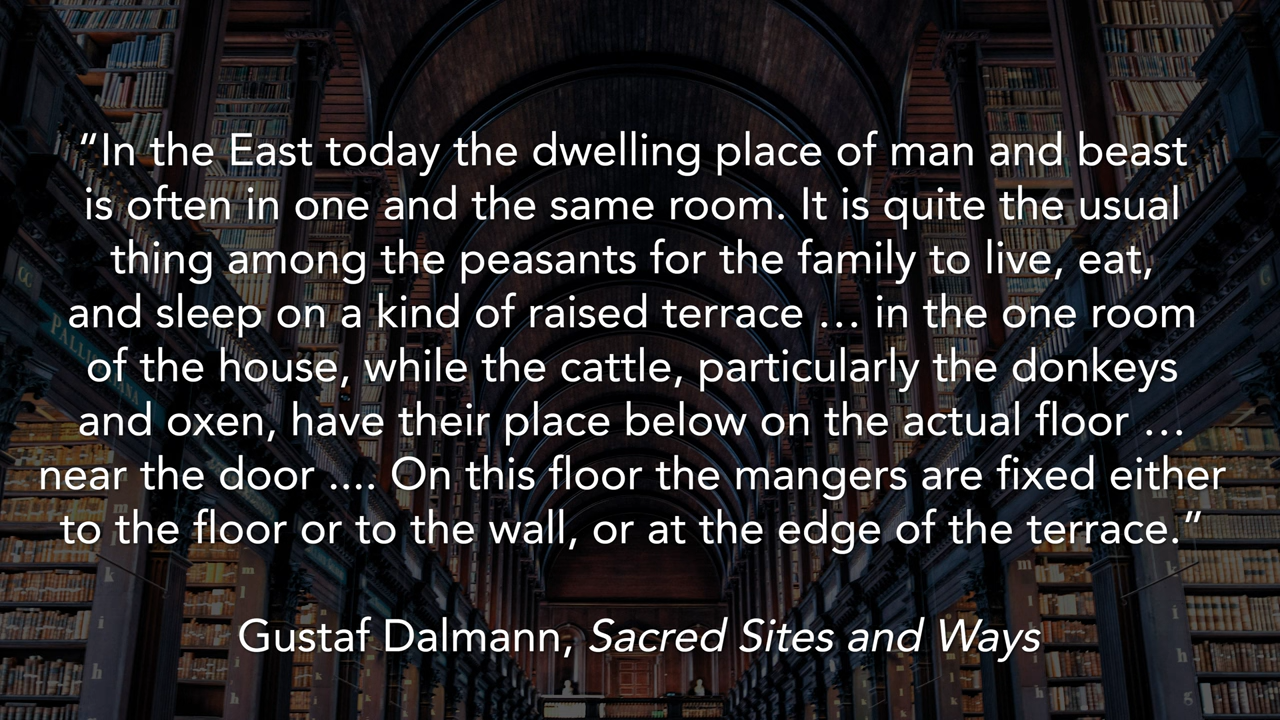 “In the East today the dwelling place of man and beast
is often in one and the same room. It is quite the usual
thing among the peasants for the family to live, eat,
and sleep on a kind of raised terrace … in the one room
of the house, while the cattle, particularly the donkeys
and oxen, have their place below on the actual floor …
near the door .... On this floor the mangers are fixed either
to the floor or to the wall, or at the edge of the terrace.”
Gustaf Dalmann, Sacred Sites and Ways